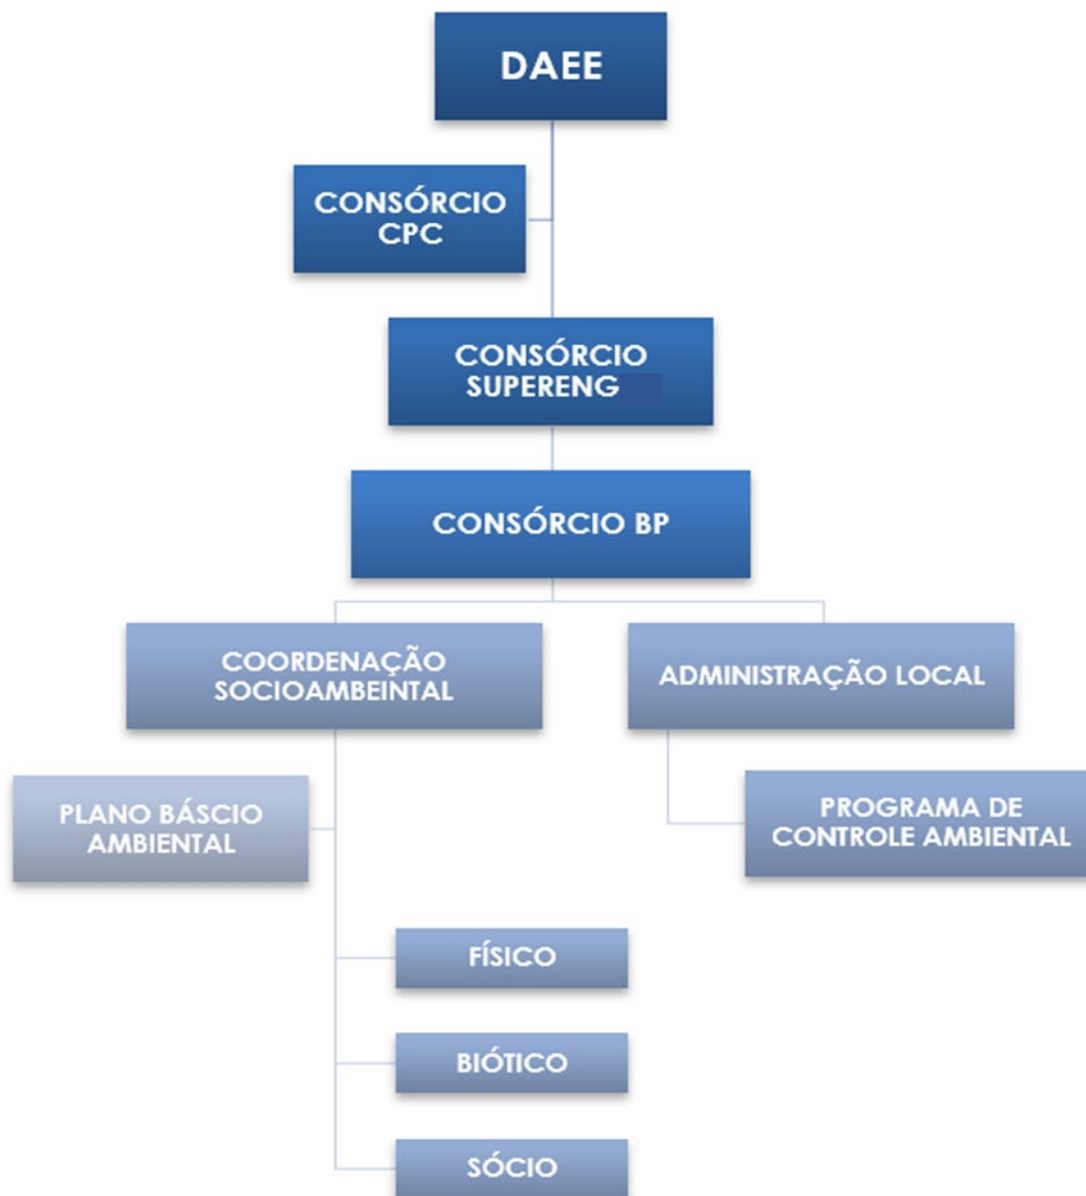 DAEE
CONSÓRCIO
CPC
CONSÓRCIO
SUPERENG
CONSÓRCIO BP
COORDENAÇÃO
SOCIOAMBEINTAL
ADMINISTRAÇÃO LOCAL
PLANO BÁSCIO
AMBIENTAL
PROGRAMA DE
CONTROLE AMBIENTAL
FÍSICO
BIÓTICO
SÓCIO